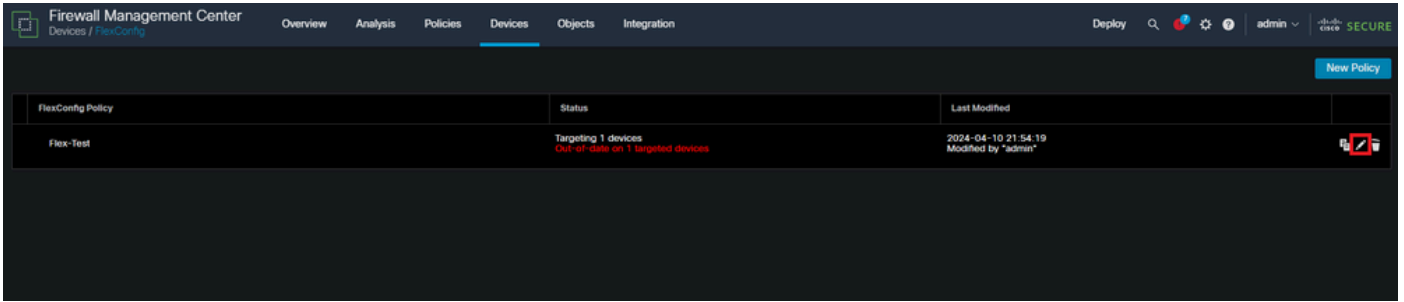 Firewall Management Center
Devices / FlexConfig
Overview
Analysis
Policies
Devices
Objects
Integration
Deploy
admin
cisco SECURE
New Policy
FlexConfig Policy
Status
Last Modified
Flex-Test
Targeting 1 devices
Out-of-date on 1 targeted devices
2024-04-10 21:54:19
Modified by "admin"